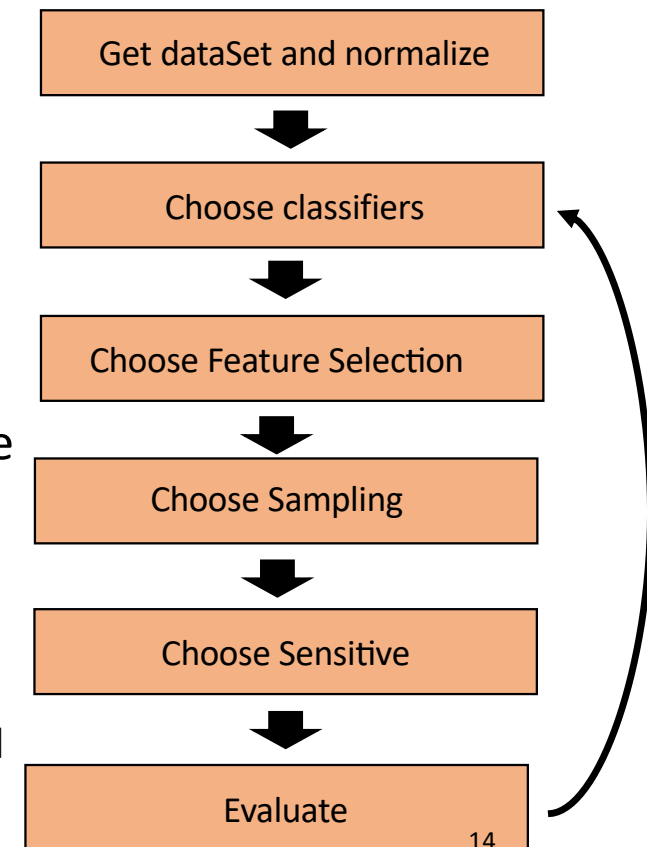 Get dataSet and normalize
Choose classifiers
Choose Feature Selection
e
Choose Sampling
Choose Sensitive
Evaluate
14